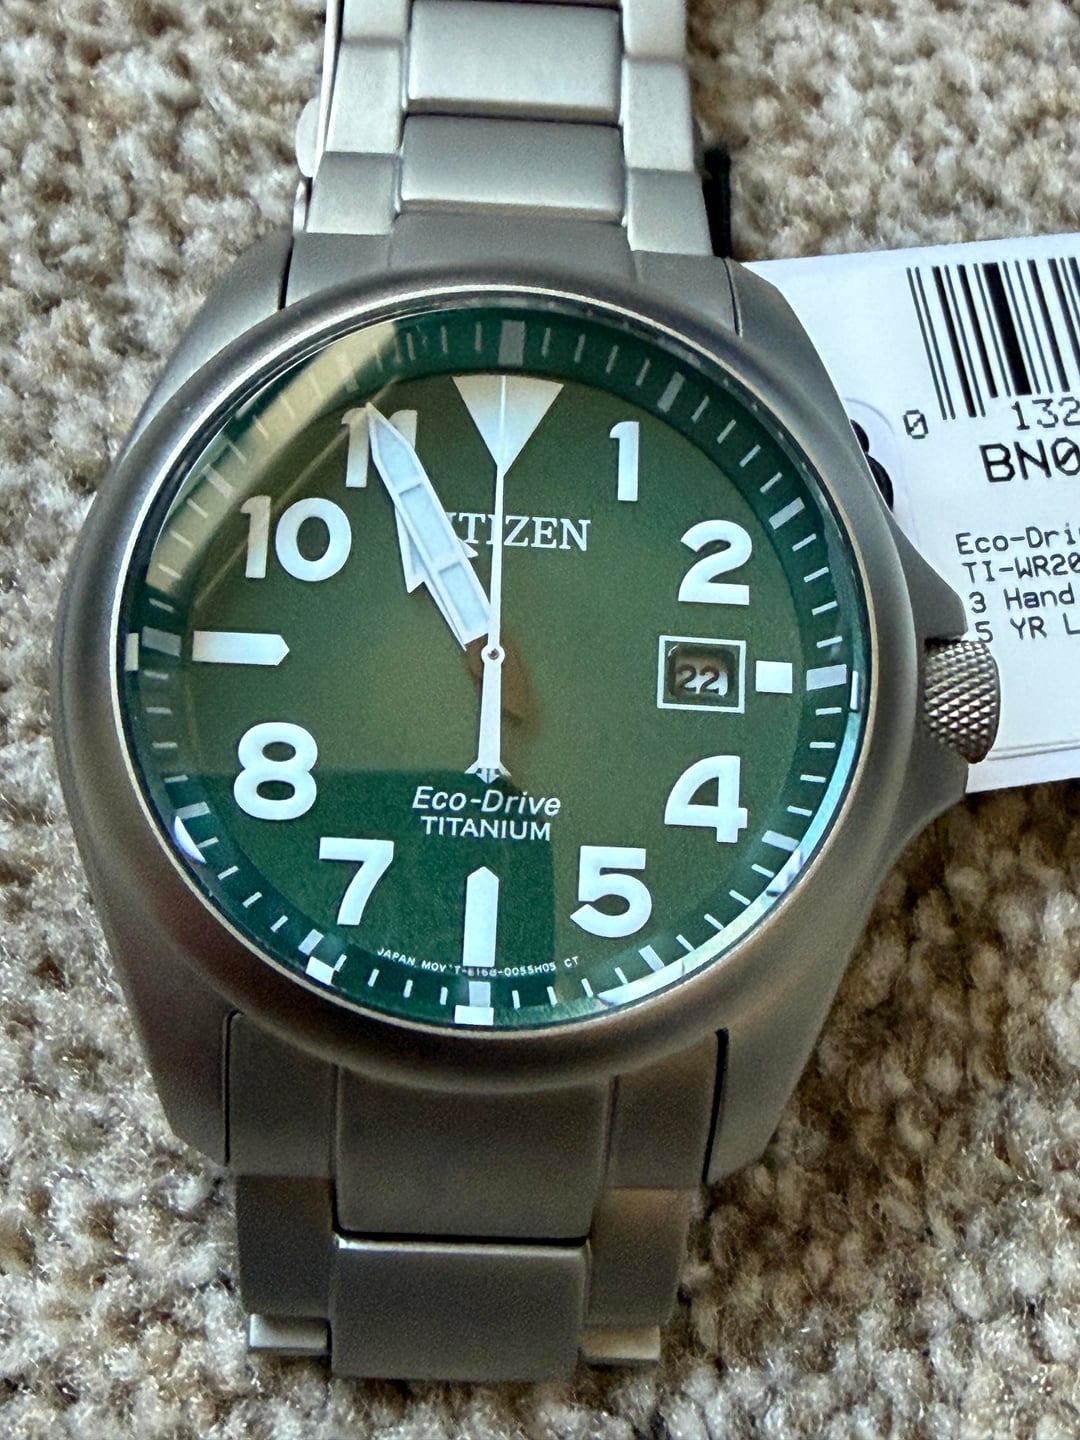 11
1
10
2
CITIZEN
22
8
4
Eco-Drive
TITANIUM
7
5
JAPAN MOV'T-E168-0055H05 CT
0 132
BN0
Eco-Dri
TI-WR20
3 Hand
5 YR L